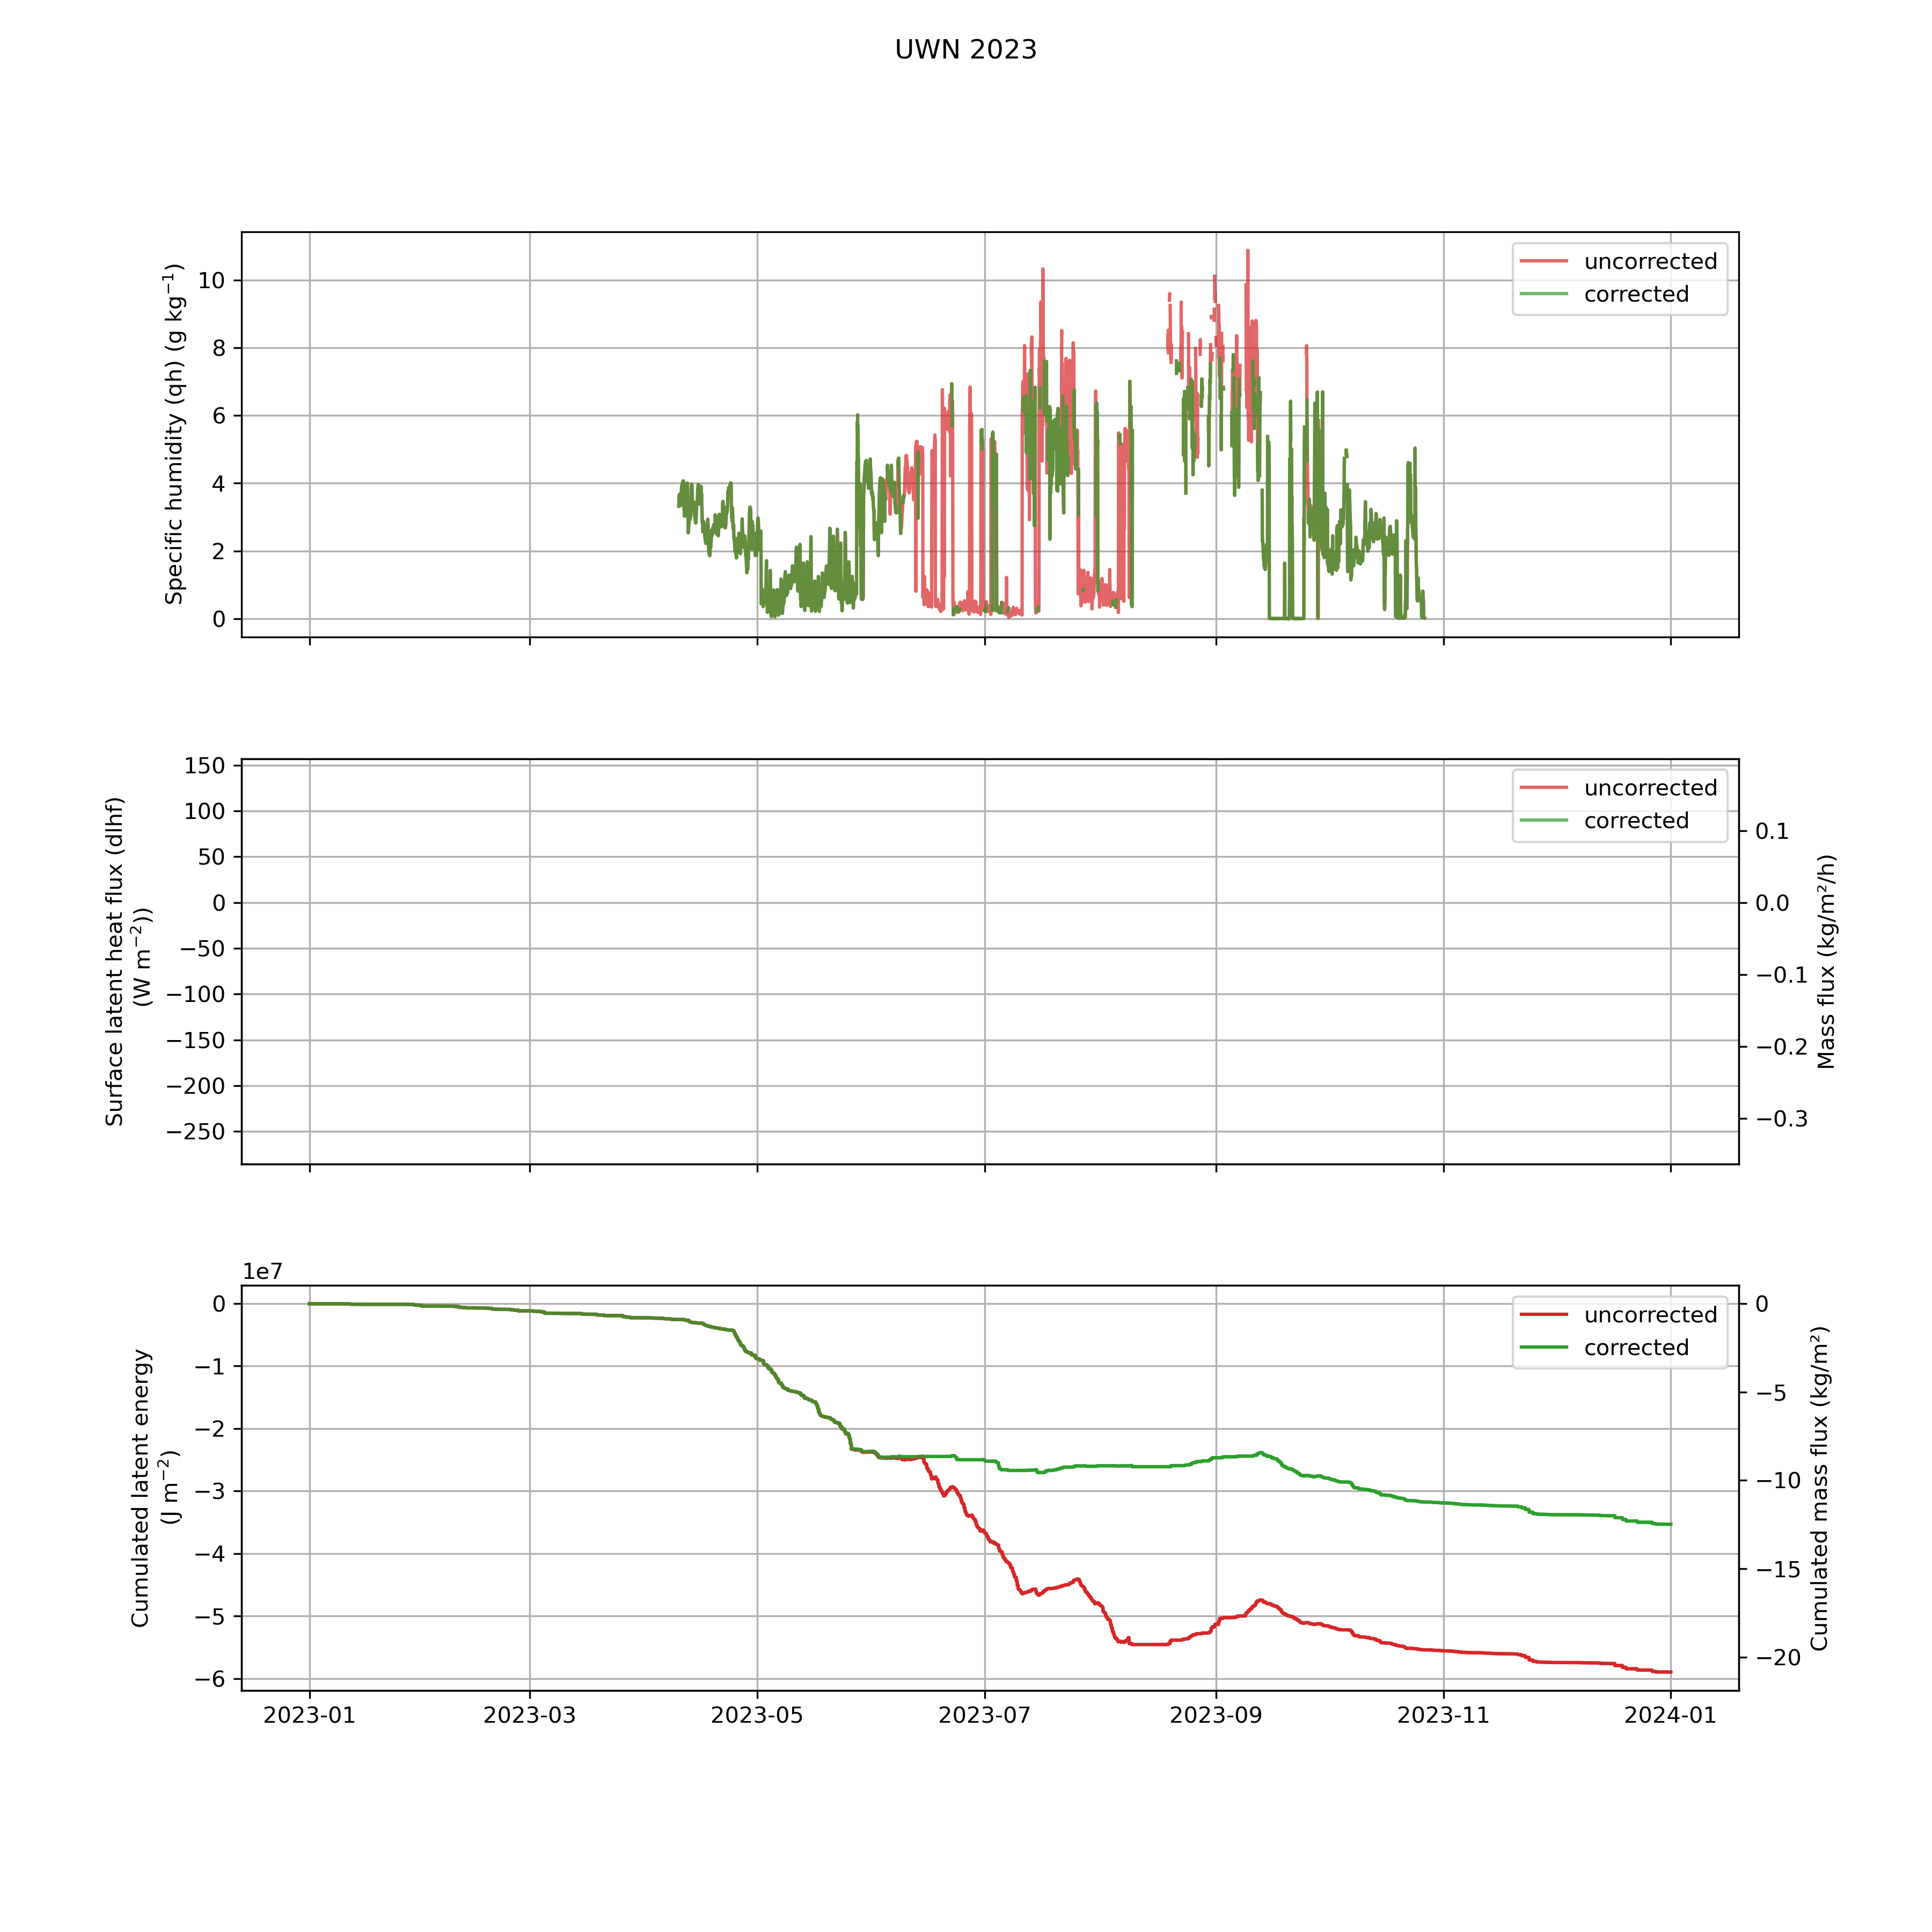 UWN 2023
Specific humidity (qh) (g kg⁻¹)
10
8
6
4
2
0
uncorrected
corrected
Surface latent heat flux (dlhf)
(W m⁻²))
150
100
50
0
−50
−100
−150
−200
−250
uncorrected
corrected
0.1
0.0
−0.1
−0.2
−0.3
Mass flux (kg/m²/h)
1e7
Cumulated latent energy
(J m⁻²)
0
−1
−2
−3
−4
−5
−6
uncorrected
corrected
0
−5
−10
−15
−20
Cumulated mass flux (kg/m²)
2023-01 2023-03 2023-05 2023-07 2023-09 2023-11 2024-01